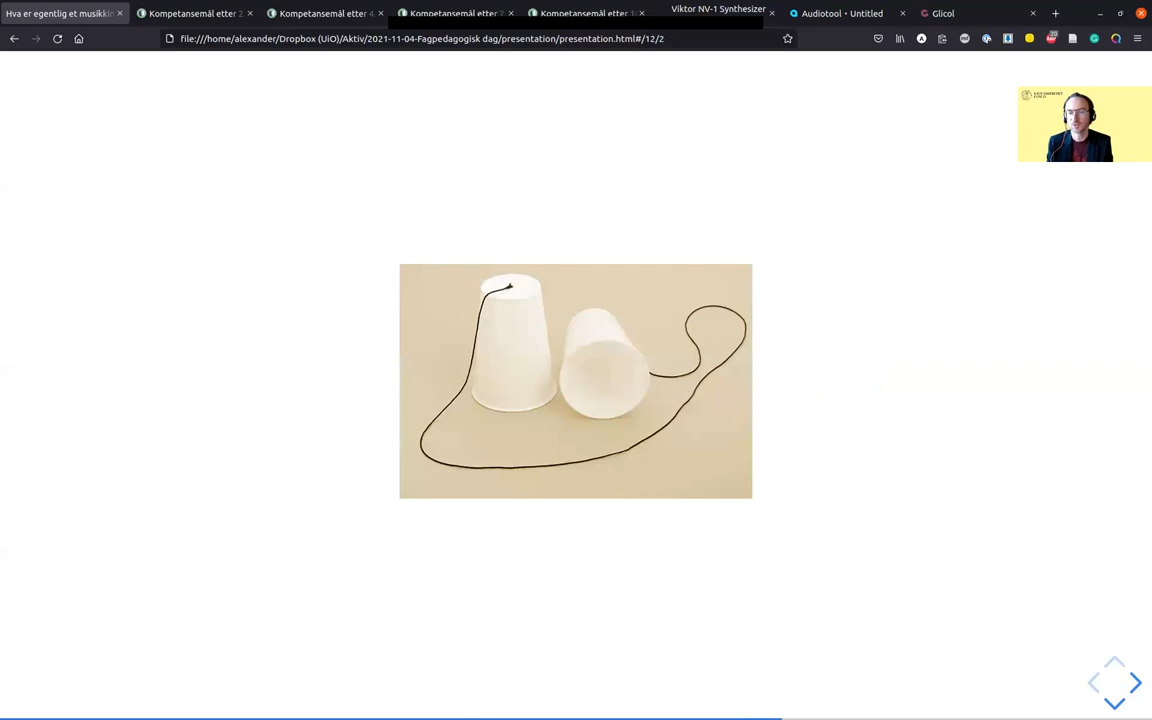 Hva er egentlig et musikkin
Kompetansemål etter 2
Kompetansemål etter 4
Kompetansemål etter 7
Kompetansemål etter 10
Viktor NV-1 Synthesizer
Audiotool • Untitled
Glicol
file:///home/alexander/Dropbox (UiO)/Aktiv/2021-11-04-Fagpedagogisk dag/presentation/presentation.html#/12/2
20